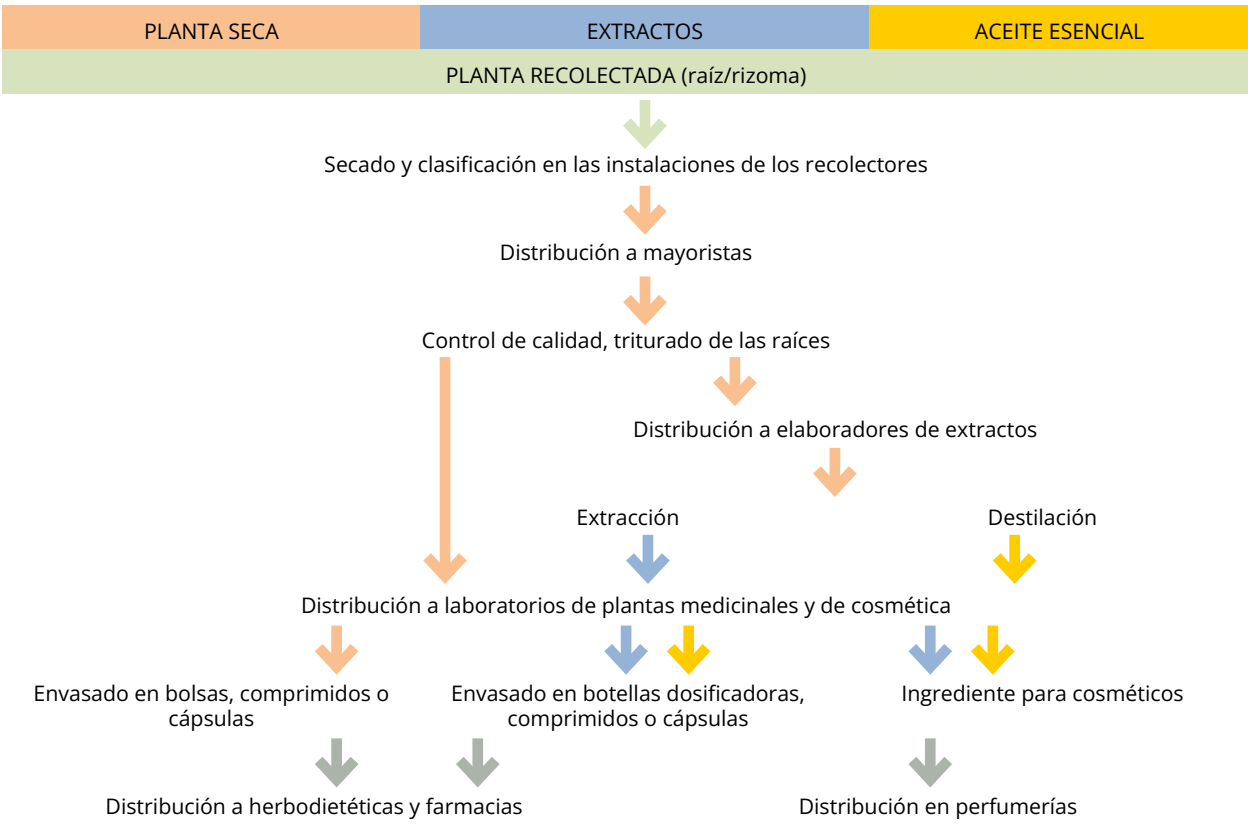 PLANTA SECA
EXTRACTOS
ACEITE ESENCIAL
PLANTA RECOLECTADA (raíz/rizoma)
Secado y clasificación en las instalaciones de los recolectores
Distribución a mayoristas
Control de calidad, triturado de las raíces
Distribución a elaboradores de extractos
Extracción
Destilación
Distribución a laboratorios de plantas medicinales y de cosmética
Envasado en bolsas, comprimidos o
cápsulas
Envasado en botellas dosificadoras,
comprimidos o cápsulas
Ingrediente para cosméticos
Distribución a herbodietéticas y farmacias
Distribución en perfumerías